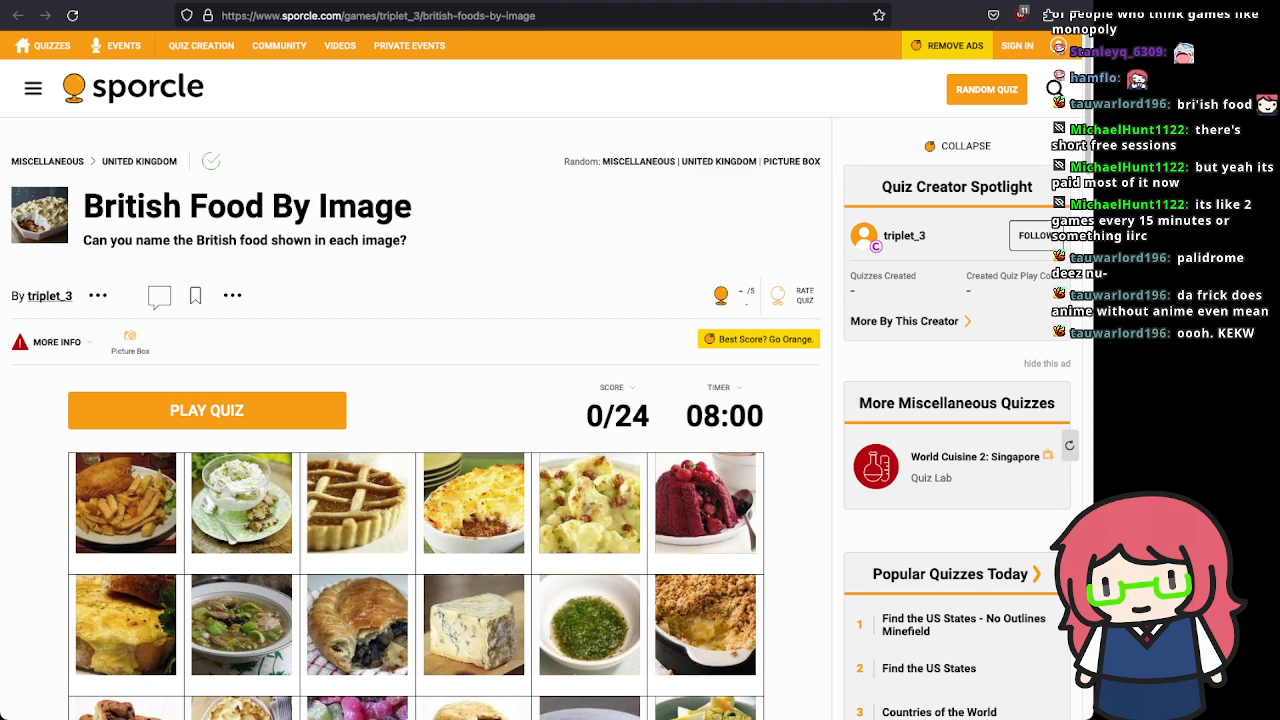 https://www.sporcle.com/games/triplet_3/british-foods-by-image
11
QUIZZES
EVENTS
QUIZ CREATION
COMMUNITY
VIDEOS
PRIVATE EVENTS
REMOVE ADS
SIGN IN
sporcle
RANDOM QUIZ
MISCELLANEOUS
UNITED KINGDOM
Random: MISCELLANEOUS | UNITED KINGDOM | PICTURE BOX
British Food By Image
Can you name the British food shown in each image?
By triplet_3
- /5
-
RATE
QUIZ
MORE INFO
Picture Box
Best Score? Go Orange.
PLAY QUIZ
SCORE
0/24
TIMER
08:00
COLLAPSE
Quiz Creator Spotlight
C
triplet_3
FOLLOW
Quizzes Created
-
Created Quiz Play Co
-
More By This Creator
hide this ad
More Miscellaneous Quizzes
World Cuisine 2: Singapore
Quiz Lab
Popular Quizzes Today
1 Find the US States - No Outlines
Minefield
2 Find the US States
3 Countries of the World
of people who think games like
monopoly
Stanleyq_6309:
hamflo:
tauwarlord196: bri'ish food
MichaelHunt1122: there's
short free sessions
MichaelHunt1122: but yeah its
paid most of it now
MichaelHunt1122: its like 2
games every 15 minutes or
something iirc
tauwarlord196: palidrome
deez nu-
tauwarlord196: da frick does
anime without anime even mean
tauwarlord196: oooh. KEKW